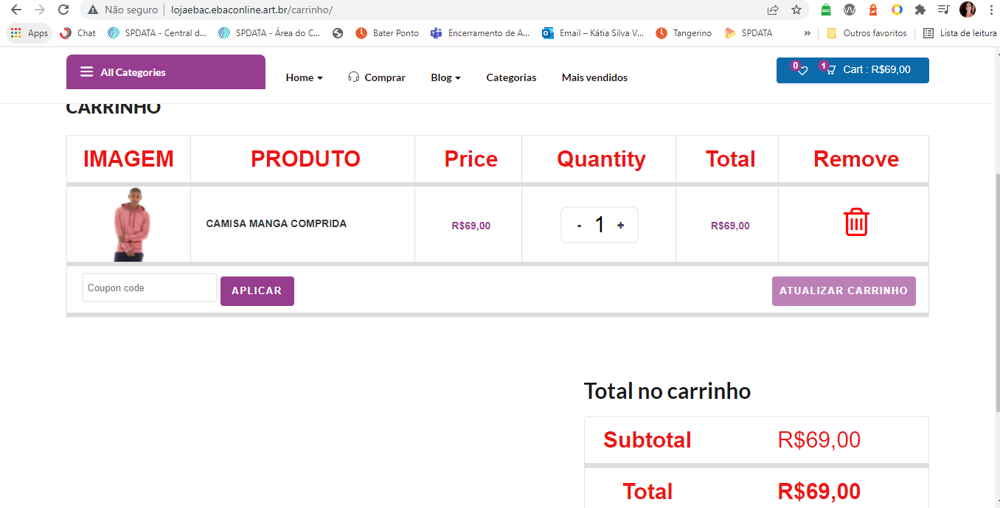 Não seguro lojaebac.ebaconline.art.br/carrinho/
Apps Chat SPDATA - Central d... SPDATA - Área do C... Bater Ponto Encerramento de A... Email – Kátia Silva V... Tangerino SPDATA » Outros favoritos Lista de leitura
All Categories Home Comprar Blog Categorias Mais vendidos 0 1 Cart : R$69,00
CARRINHO
IMAGEM PRODUTO Price Quantity Total Remove
CAMISA MANGA COMPRIDA R$69,00 - 1 + R$69,00
Coupon code APLICAR ATUALIZAR CARRINHO
Total no carrinho
Subtotal R$69,00
Total R$69,00